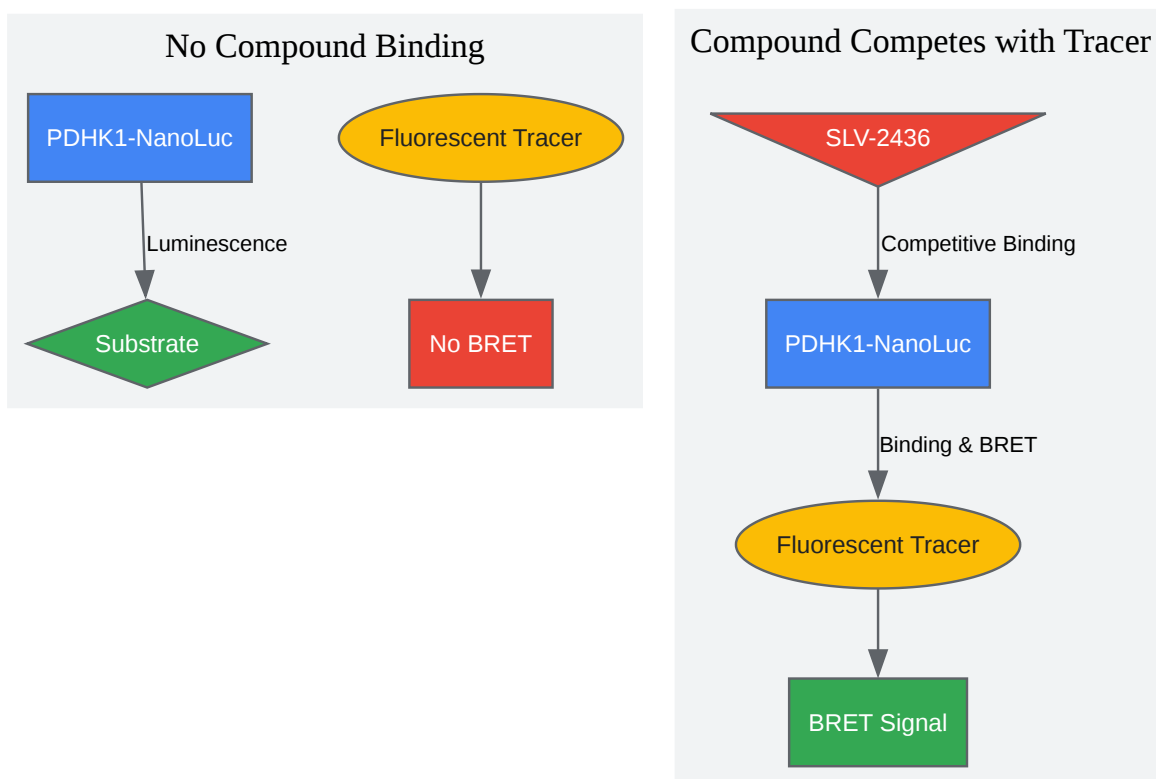 No Compound Binding
PDHK1-NanoLuc
Fluorescent Tracer
Luminescence
Substrate
No BRET
Compound Competes with Tracer
SLV-2436
Competitive Binding
PDHK1-NanoLuc
Binding & BRET
Fluorescent Tracer
BRET Signal